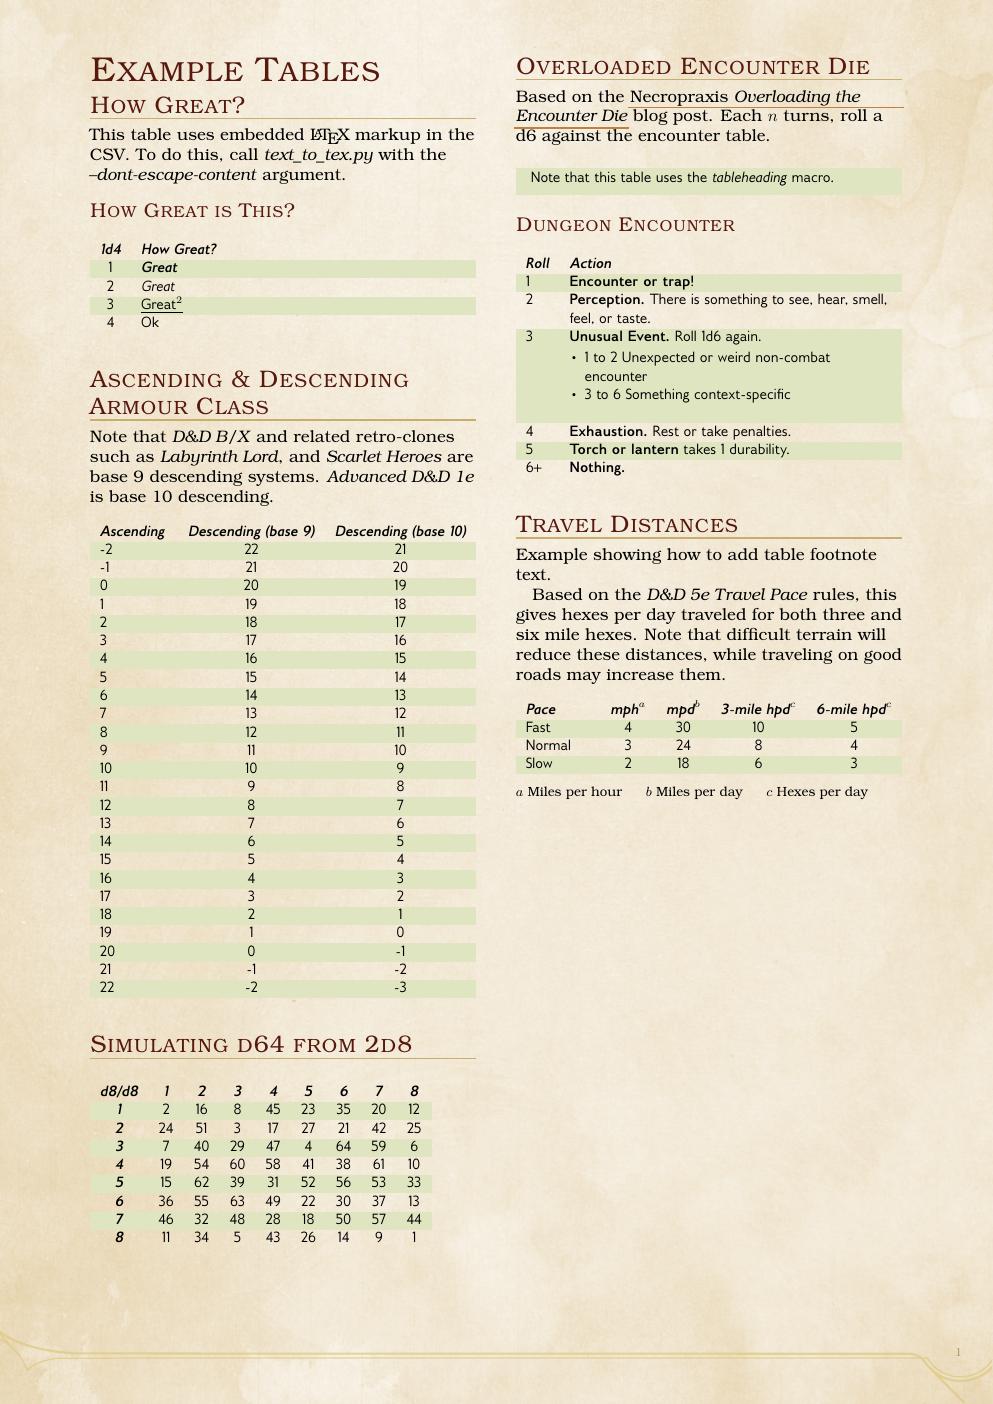 Example Tables
How Great?
This table uses embedded LaTeX markup in the
CSV. To do this, call text_to_tex.py with the
–dont-escape-content argument.
How Great is This?
1d4 How Great?
1 Great
2 Great
3 Great²
4 Ok
Ascending & Descending
Armour Class
Note that D&D B/X and related retro-clones
such as Labyrinth Lord, and Scarlet Heroes are
base 9 descending systems. Advanced D&D 1e
is base 10 descending.
Ascending Descending (base 9) Descending (base 10)
-2 22 21
-1 21 20
0 20 19
1 19 18
2 18 17
3 17 16
4 16 15
5 15 14
6 14 13
7 13 12
8 12 11
9 11 10
10 10 9
11 9 8
12 8 7
13 7 6
14 6 5
15 5 4
16 4 3
17 3 2
18 2 1
19 1 0
20 0 -1
21 -1 -2
22 -2 -3
Simulating d64 from 2d8
d8/d8 1 2 3 4 5 6 7 8
1 2 16 8 45 23 35 20 12
2 24 51 3 17 27 21 42 25
3 7 40 29 47 4 64 59 6
4 19 54 60 58 41 38 61 10
5 15 62 39 31 52 56 53 33
6 36 55 63 49 22 30 37 13
7 46 32 48 28 18 50 57 44
8 11 34 5 43 26 14 9 1
Overloaded Encounter Die
Based on the Necropraxis Overloading the
Encounter Die blog post. Each n turns, roll a
d6 against the encounter table.
Note that this table uses the tableheading macro.
Dungeon Encounter
Roll Action
1 Encounter or trap!
2 Perception. There is something to see, hear, smell,
feel, or taste.
3 Unusual Event. Roll 1d6 again.
• 1 to 2 Unexpected or weird non-combat
encounter
• 3 to 6 Something context-specific
4 Exhaustion. Rest or take penalties.
5 Torch or lantern takes 1 durability.
6+ Nothing.
Travel Distances
Example showing how to add table footnote
text.
Based on the D&D 5e Travel Pace rules, this
gives hexes per day traveled for both three and
six mile hexes. Note that difficult terrain will
reduce these distances, while traveling on good
roads may increase them.
Pace mphᵃ mpdᵇ 3-mile hpdᶜ 6-mile hpdᶜ
Fast 4 30 10 5
Normal 3 24 8 4
Slow 2 18 6 3
a Miles per hour b Miles per day c Hexes per day
1